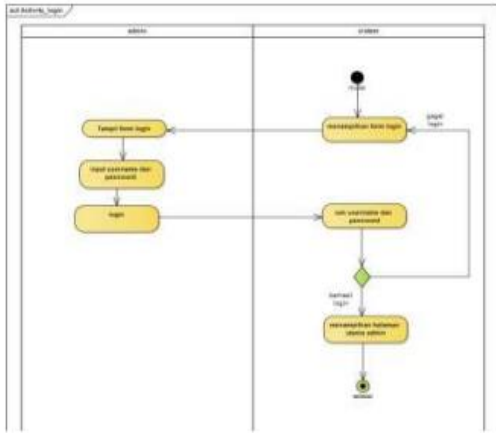 act Activity_login
admin
sistem
mulai
menampilkan form login
gagal
login
Tampil form login
input username dan
password
login
cek username dan
password
berhasil
login
menampilkan halaman
utama admin